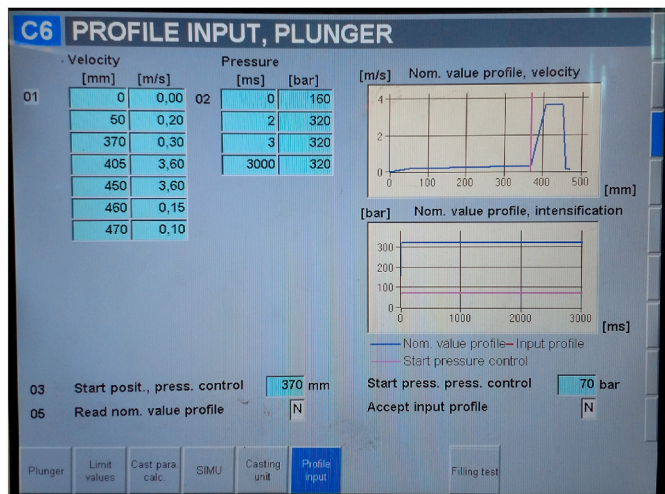 C6 PROFILE INPUT, PLUNGER
Velocity Pressure
[mm] [m/s] [ms] [bar]
01 0 0,00 02 0 160
50 0,20 2 320
370 0,30 3 320
405 3,60 3000 320
450 3,60
460 0,15
470 0,10
[m/s] Nom. value profile, velocity
4
2
0
0 100 200 300 400 500
[mm]
[bar] Nom. value profile, intensification
300
200
100
0
0 1000 2000 3000
[ms]
Nom. value profile Input profile
Start pressure control
03 Start posit., press. control 370 mm Start press. press. control 70 bar
05 Read nom. value profile N Accept input profile N
Plunger
Limit
values
Cast para.
calc.
SIMU
Casting
unit
Profile
input
Filling test